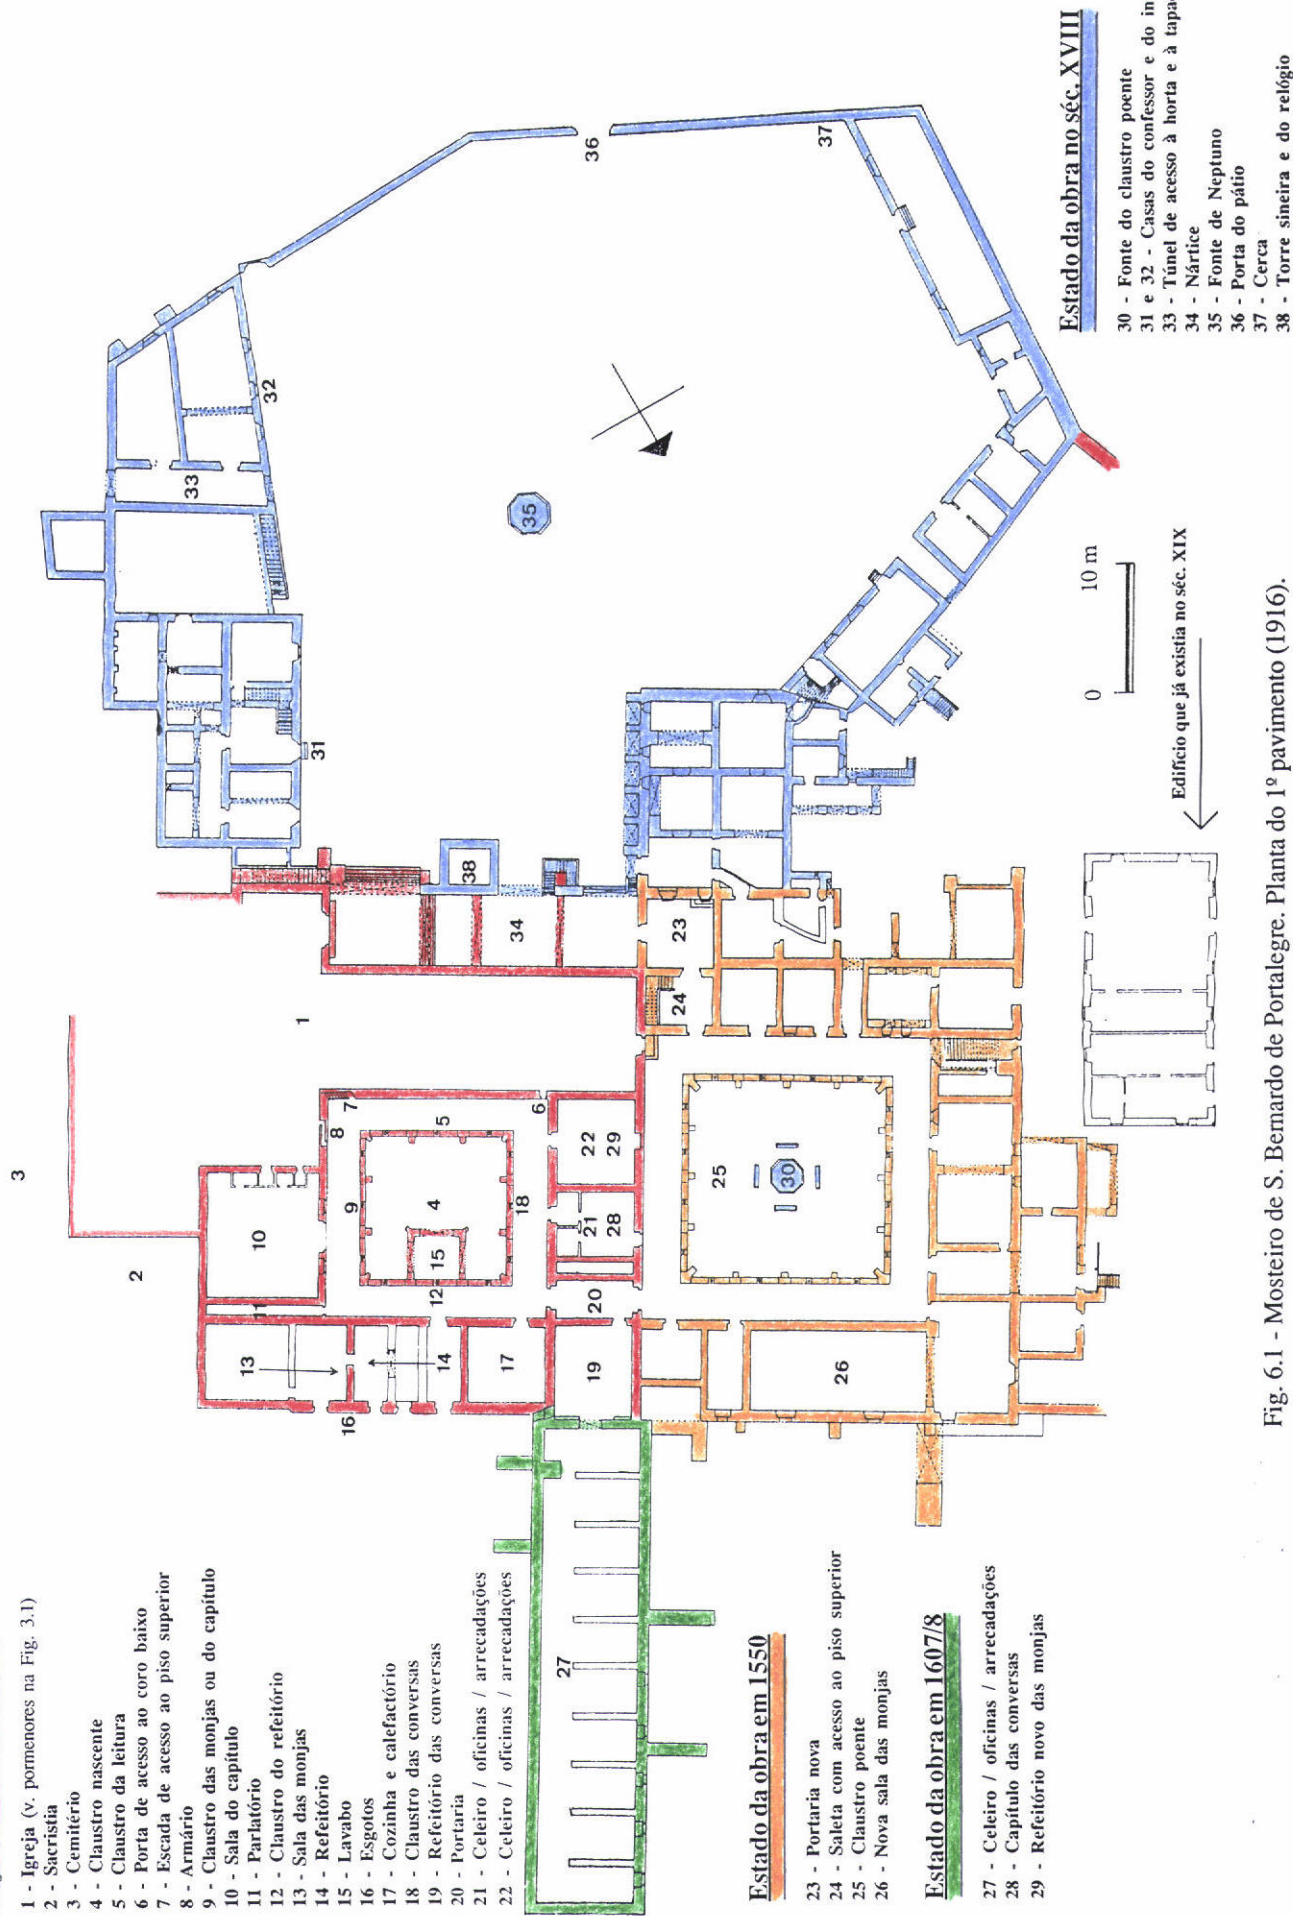 1 - Igreja (v. pormenores na Fig. 3.1)
2 - Sacristia
3 - Cemitério
4 - Claustro nascente
5 - Claustro da leitura
6 - Porta de acesso ao coro baixo
7 - Escada de acesso ao piso superior
8 - Armário
9 - Claustro das monjas ou do capítulo
10 - Sala do capítulo
11 - Parlatório
12 - Claustro do refeitório
13 - Sala das monjas
14 - Refeitório
15 - Lavabo
16 - Esgotos
17 - Cozinha e calefactório
18 - Claustro das conversas
19 - Refeitório das conversas
20 - Portaria
21 - Celeiro / oficinas / arrecadações
22 - Celeiro / oficinas / arrecadações
Estado da obra em 1550
23 - Portaria nova
24 - Saleta com acesso ao piso superior
25 - Claustro poente
26 - Nova sala das monjas
Estado da obra em 1607/8
27 - Celeiro / oficinas / arrecadações
28 - Capítulo das conversas
29 - Refeitório novo das monjas
Estado da obra no séc. XVIII
30 - Fonte do claustro poente
31 e 32 - Casas do confessor e do
33 - Túnel de acesso à horta e à
34 - Nártice
35 - Fonte de Neptuno
36 - Porta do pátio
37 - Cerca
38 - Torre sineira e do relógio
3
2
1
10
11
13
14
16
17
19
20
12
15
4
9
8
7
5
6
18
21
28
22
29
27
26
25
30
24
23
34
38
31
33
32
35
36
37
0 10 m
Edifício que já existia no séc. XIX
Fig. 6.1 - Mosteiro de S. Bernardo de Portalegre. Planta do 1º pavimento (1916).